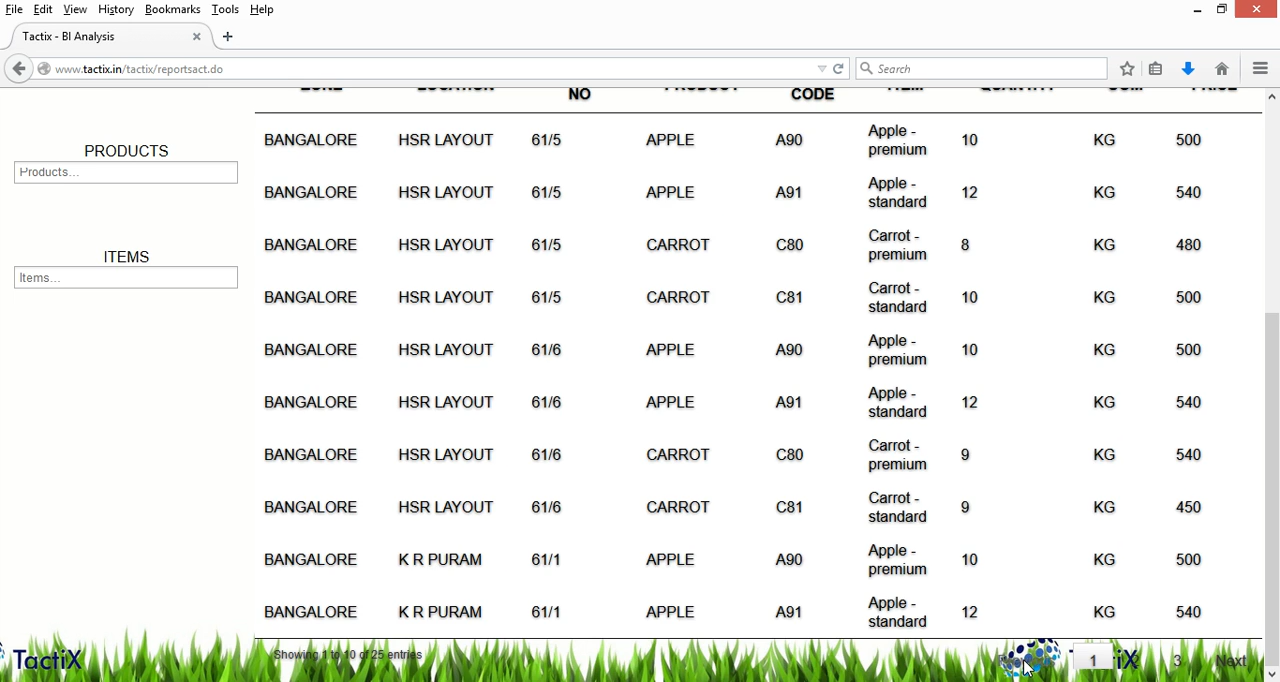 File Edit View History Bookmarks Tools Help
Tactix - BI Analysis
www.tactix.in/tactix/reportsact.do
Search
ZONE LOCATION NO PRODUCT CODE ITEM QUANTITY UOM PRICE
PRODUCTS
Products...
ITEMS
Items...
BANGALORE HSR LAYOUT 61/5 APPLE A90 Apple - premium 10 KG 500
BANGALORE HSR LAYOUT 61/5 APPLE A91 Apple - standard 12 KG 540
BANGALORE HSR LAYOUT 61/5 CARROT C80 Carrot - premium 8 KG 480
BANGALORE HSR LAYOUT 61/5 CARROT C81 Carrot - standard 10 KG 500
BANGALORE HSR LAYOUT 61/6 APPLE A90 Apple - premium 10 KG 500
BANGALORE HSR LAYOUT 61/6 APPLE A91 Apple - standard 12 KG 540
BANGALORE HSR LAYOUT 61/6 CARROT C80 Carrot - premium 9 KG 540
BANGALORE HSR LAYOUT 61/6 CARROT C81 Carrot - standard 9 KG 450
BANGALORE K R PURAM 61/1 APPLE A90 Apple - premium 10 KG 500
BANGALORE K R PURAM 61/1 APPLE A91 Apple - standard 12 KG 540
TactiX
Showing 1 to 10 of 25 entries
1 3 Next